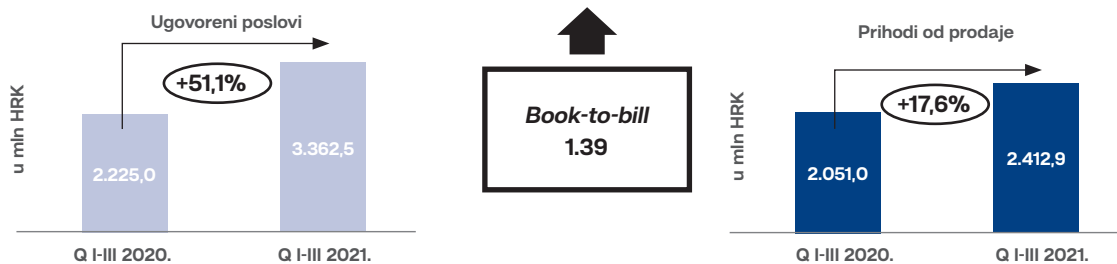 Ugovoreni poslovi
u mln HRK
+51,1%
2.225,0
3.362,5
Q I-III 2020.
Q I-III 2021.
Book-to-bill
1.39
Prihodi od prodaje
u mln HRK
+17,6%
2.051,0
2.412,9
Q I-III 2020.
Q I-III 2021.